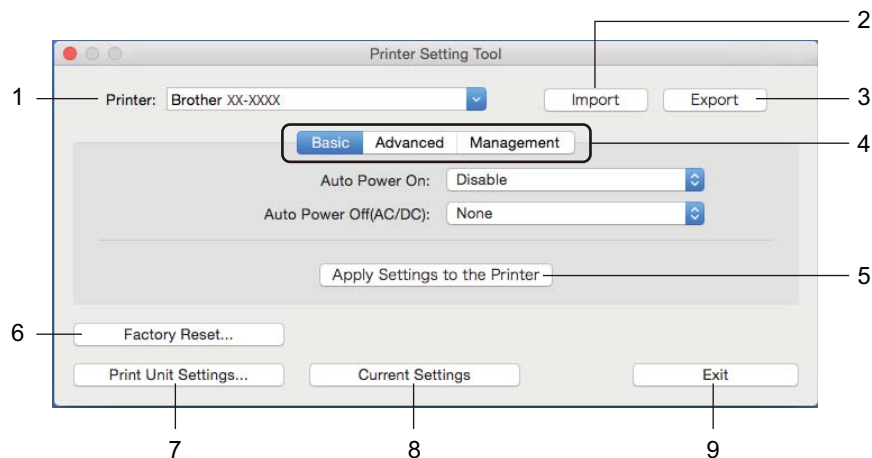 2
Printer Setting Tool
1 Printer: Brother XX-XXXX Import Export 3
Basic Advanced Management 4
Auto Power On: Disable
Auto Power Off(AC/DC): None
Apply Settings to the Printer 5
6 Factory Reset...
Print Unit Settings... Current Settings Exit
7 8 9